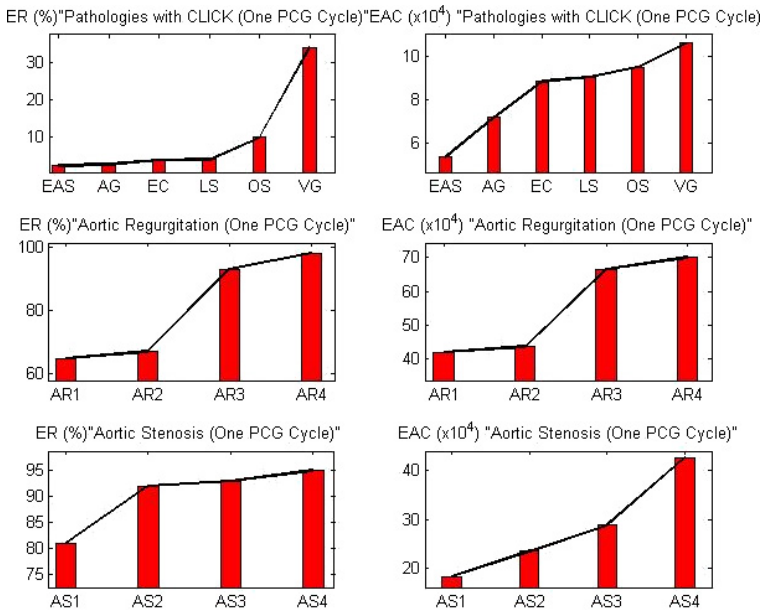 ER (%)"Pathologies with CLICK (One PCG Cycle)"
30
20
10
EAS AG EC LS OS VG
EAC (x10⁴) "Pathologies with CLICK (One PCG Cycle)
10
8
6
EAS AG EC LS OS VG
ER (%)"Aortic Regurgitation (One PCG Cycle)"
100
80
60
AR1 AR2 AR3 AR4
EAC (x10⁴) "Aortic Regurgitation (One PCG Cycle)"
70
60
50
40
AR1 AR2 AR3 AR4
ER (%)"Aortic Stenosis (One PCG Cycle)"
95
90
85
80
75
AS1 AS2 AS3 AS4
EAC (x10⁴) "Aortic Stenosis (One PCG Cycle)"
40
30
20
AS1 AS2 AS3 AS4